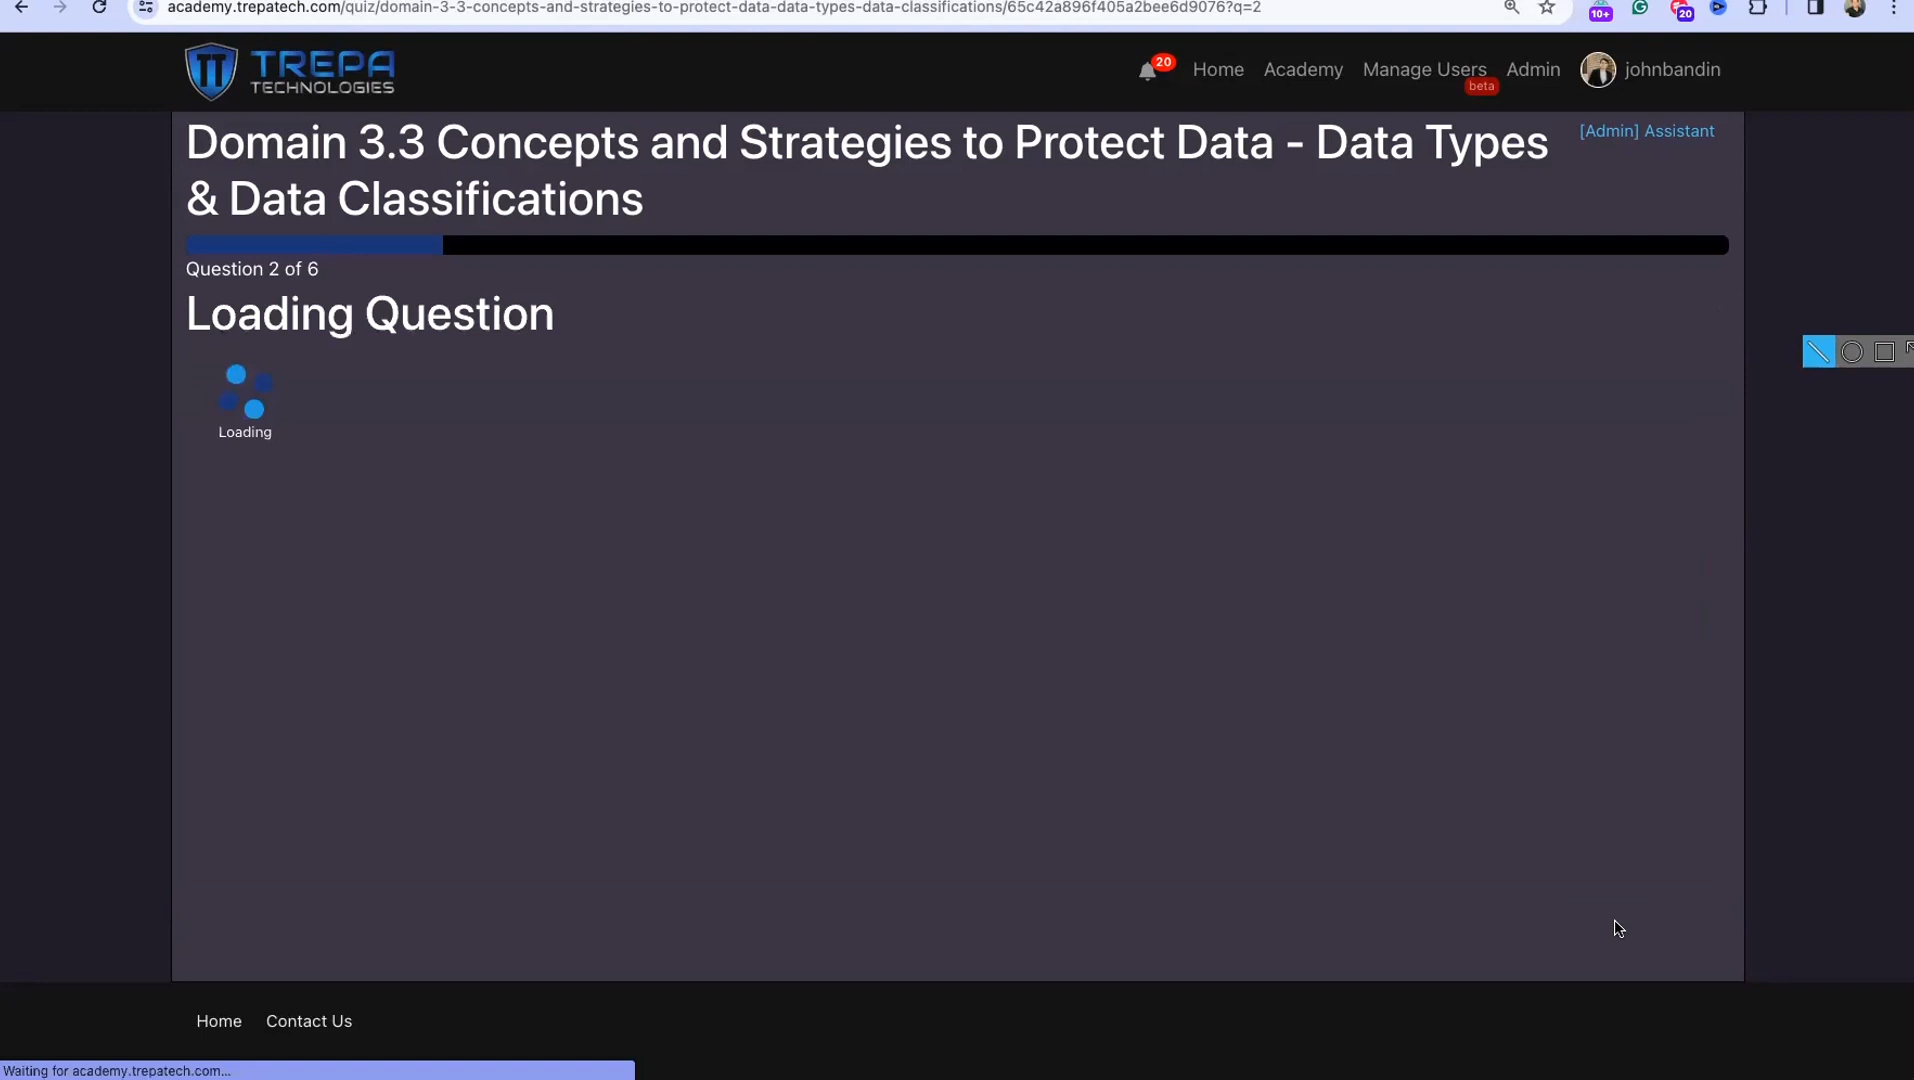 academy.trepatech.com/quiz/domain-3-3-concepts-and-strategies-to-protect-data-data-types-data-classifications/65c42a896f405a2bee6d9076?q=2
10+
20
TREPA
TECHNOLOGIES
20
Home
Academy
Manage Users
beta
Admin
johnbandin
Domain 3.3 Concepts and Strategies to Protect Data - Data Types
& Data Classifications
[Admin] Assistant
Question 2 of 6
Loading Question
Loading
Home
Contact Us
Waiting for academy.trepatech.com...